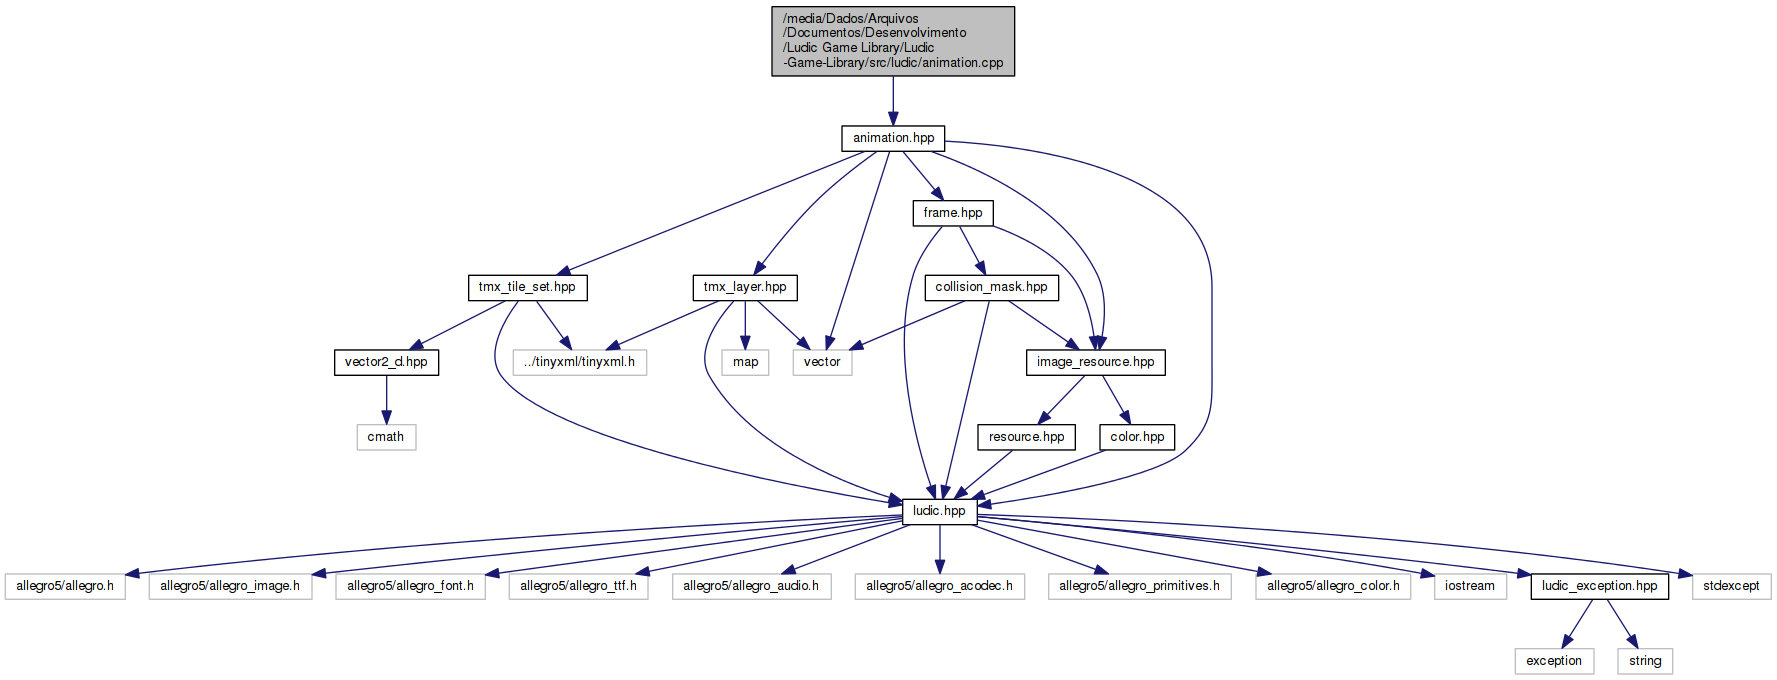 /media/Dados/Arquivos
/Documentos/Desenvolvimento
/Ludic Game Library/Ludic
-Game-Library/src/ludic/animation.cpp
animation.hpp
frame.hpp
tmx_tile_set.hpp
tmx_layer.hpp
collision_mask.hpp
vector2_d.hpp
../tinyxml/tinyxml.h
map
vector
image_resource.hpp
cmath
resource.hpp
color.hpp
ludic.hpp
allegro5/allegro.h
allegro5/allegro_image.h
allegro5/allegro_font.h
allegro5/allegro_ttf.h
allegro5/allegro_audio.h
allegro5/allegro_acodec.h
allegro5/allegro_primitives.h
allegro5/allegro_color.h
iostream
ludic_exception.hpp
stdexcept
exception
string